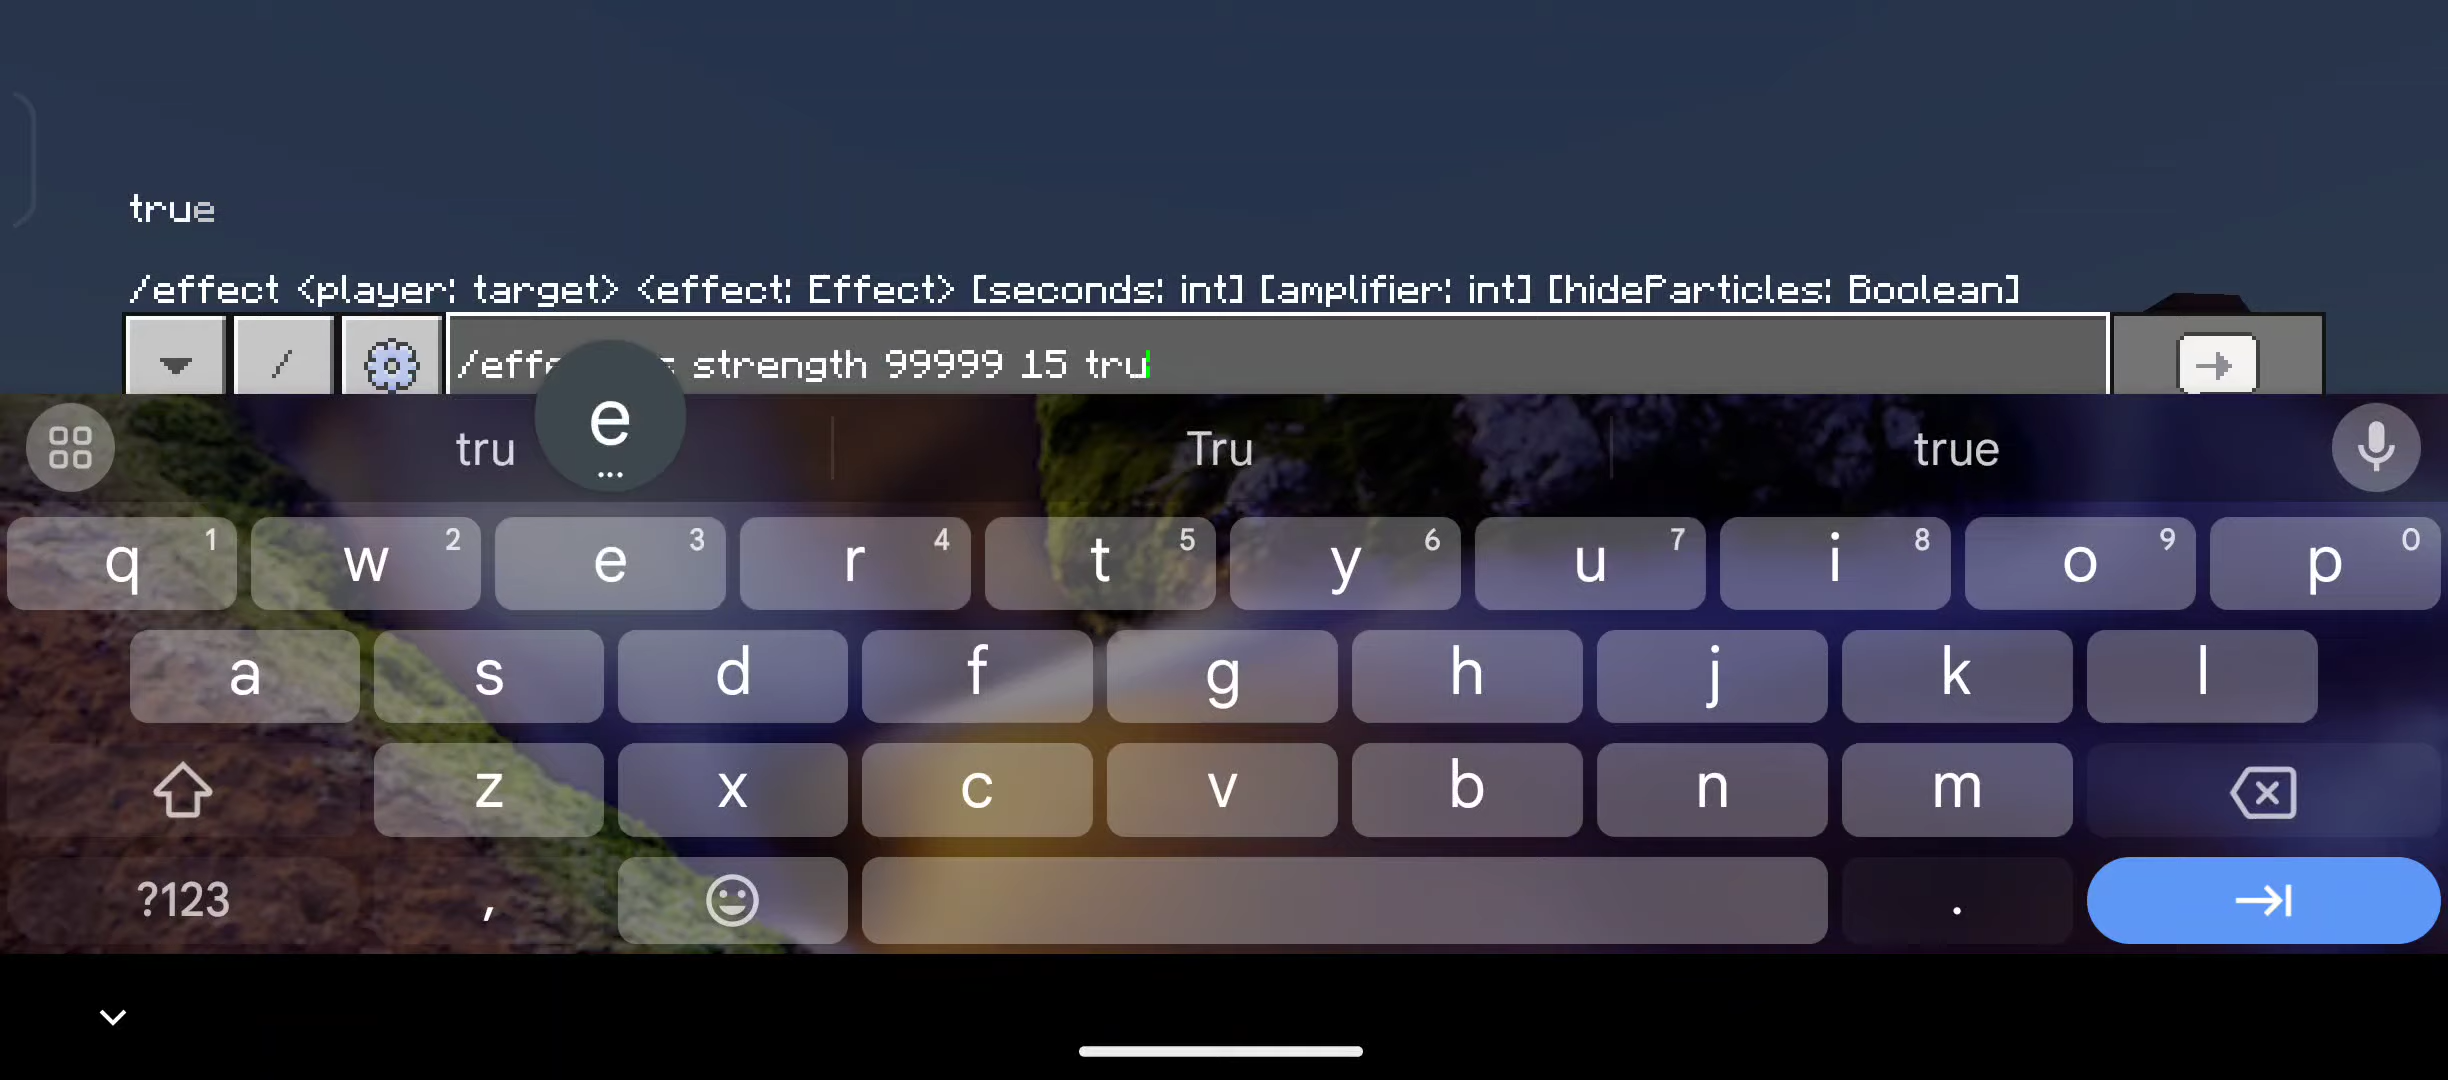 true
/effect <player: target> <effect: Effect> [seconds: int] [amplifier: int] [hideParticles: Boolean]
/ /effe s strength 99999 15 tru
e
...
tru Tru true
q 1 w 2 e 3 r 4 t 5 y 6 u 7 i 8 o 9 p 0
a s d f g h j k l
z x c v b n m
?123 , .